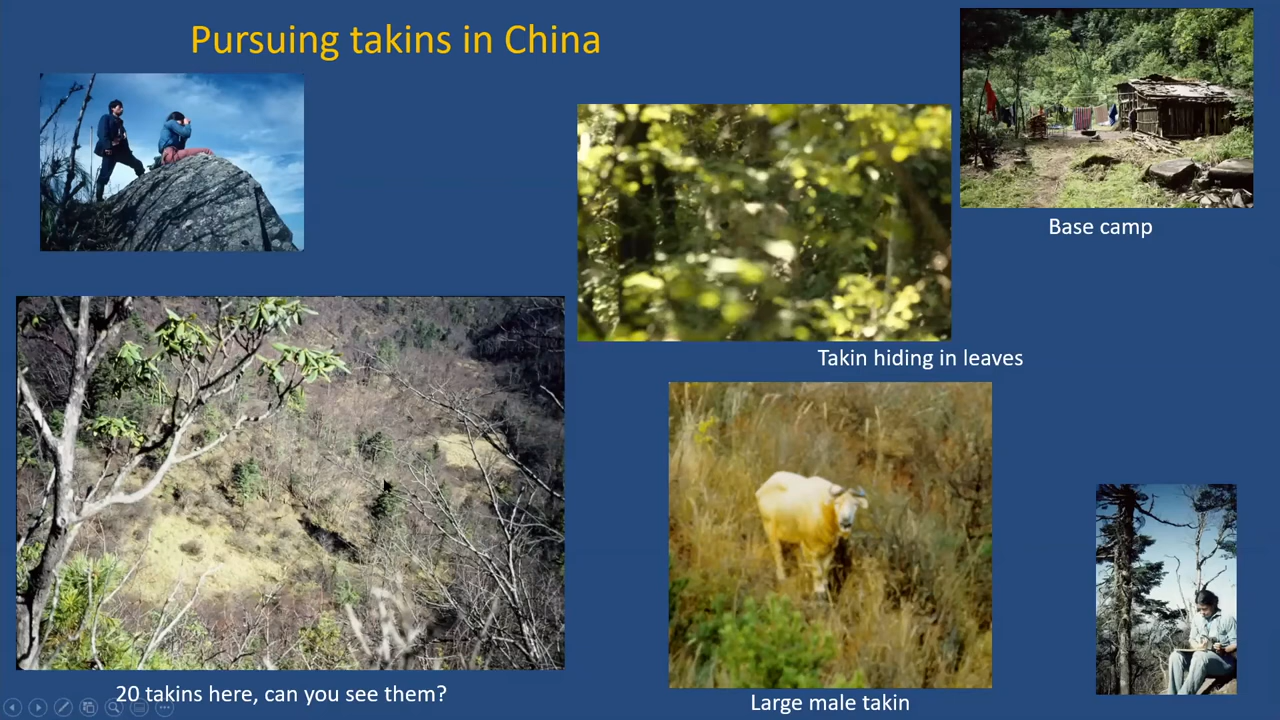 Pursuing takins in China
Base camp
Takin hiding in leaves
20 takins here, can you see them?
Large male takin